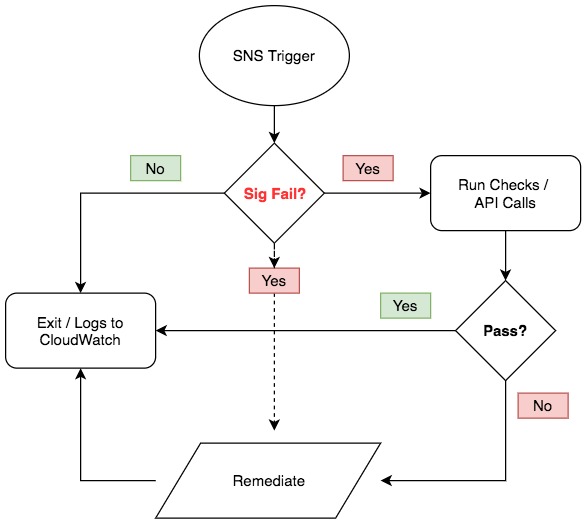 SNS Trigger
No
Sig Fail?
Yes
Run Checks /
API Calls
Yes
Yes
Exit / Logs to
CloudWatch
Pass?
No
Remediate